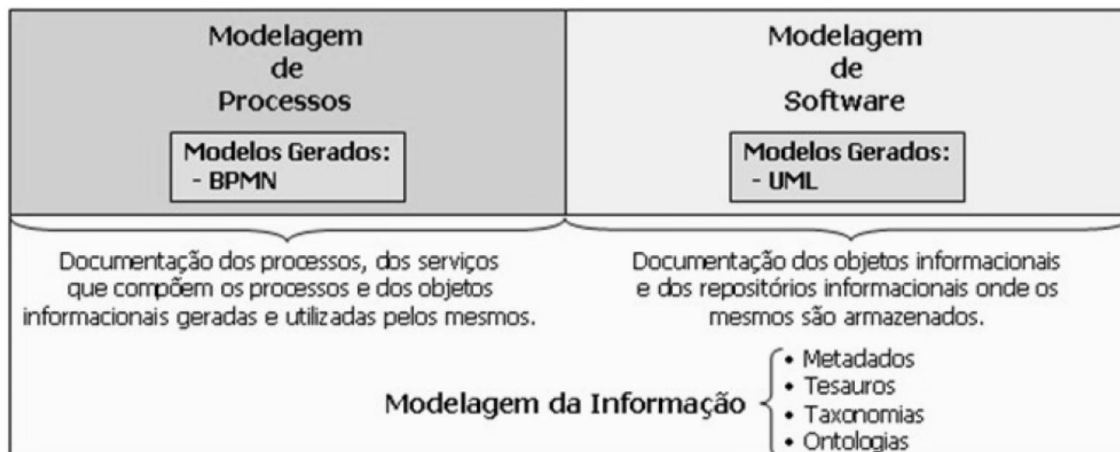 Modelagem
de
Processos
Modelos Gerados:
- BPMN
Modelagem
de
Software
Modelos Gerados:
- UML
Documentação dos processos, dos serviços
que compõem os processos e dos objetos
informacionais geradas e utilizadas pelos mesmos.
Documentação dos objetos informacionais
e dos repositórios informacionais onde os
mesmos são armazenados.
Modelagem da Informação
• Metadados
• Tesauros
• Taxonomias
• Ontologias